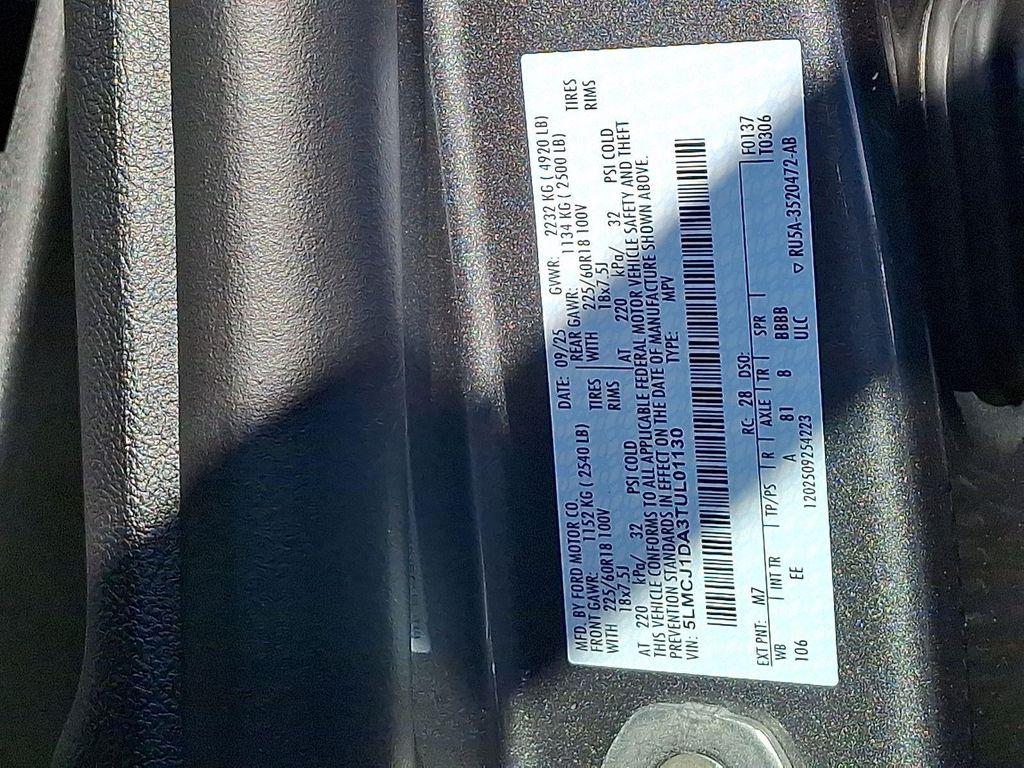 MFD. BY FORD MOTOR CO.
DATE: 09/25
GVWR: 2232 KG ( 4920 LB)
FRONT GAWR: 1152 KG ( 2540 LB)
REAR GAWR: 1134 KG ( 2500 LB)
WITH 225/60R18 100V TIRES
WITH 225/60R18 100V TIRES
18x7.5J RIMS
18x7.5J RIMS
AT 220 kPa/ 32 PSI COLD
AT 220 kPa/ 32 PSI COLD
THIS VEHICLE CONFORMS TO ALL APPLICABLE FEDERAL MOTOR VEHICLE SAFETY AND THEFT
PREVENTION STANDARDS IN EFFECT ON THE DATE OF MANUFACTURE SHOWN ABOVE.
VIN: 5LMCJ1DA3TUL01130
TYPE: MPV
EXT PNT: M7 RC: 28 DSO: F0137
WB INT TR TP/PS R AXLE TR SPR T0306
106 EE A 81 8 BBBB
ULC
1202509254223
▽ RU5A-3520472-AB